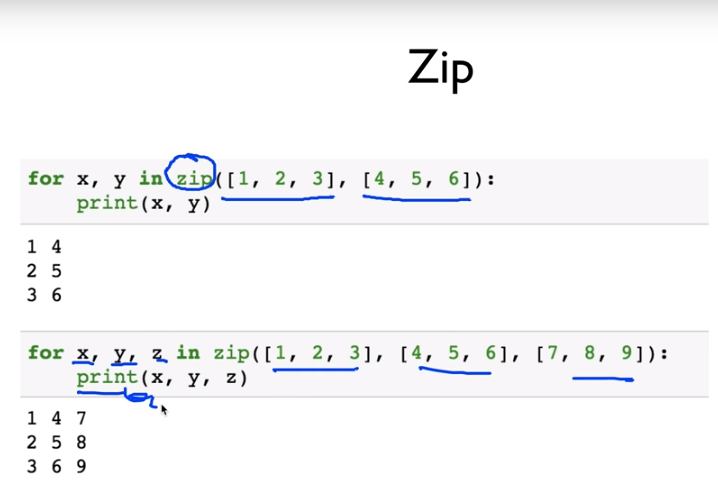 Zip
for x, y in zip([1, 2, 3], [4, 5, 6]):
    print(x, y)
1 4
2 5
3 6
for x, y, z in zip([1, 2, 3], [4, 5, 6], [7, 8, 9]):
    print(x, y, z)
1 4 7
2 5 8
3 6 9